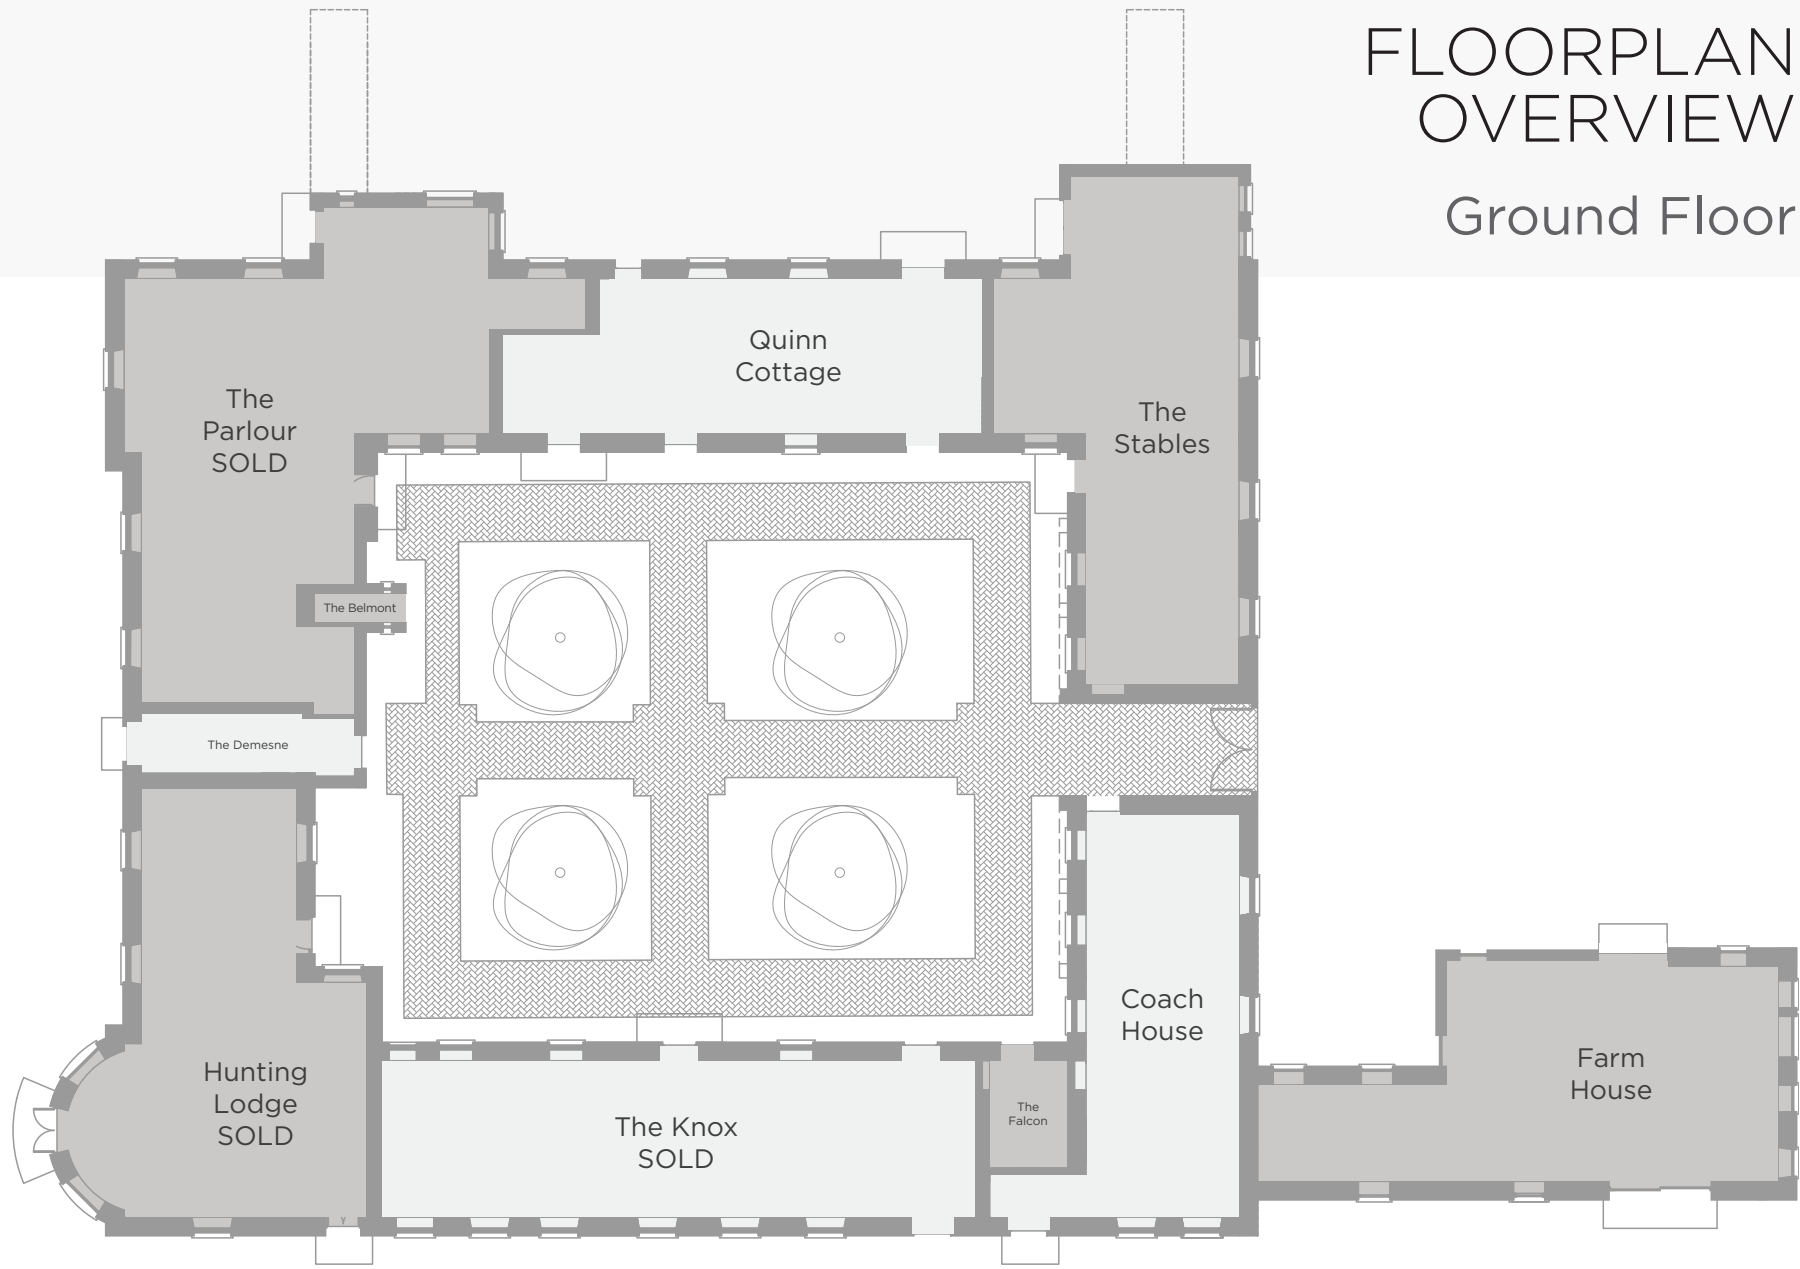 FLOORPLAN
OVERVIEW
Ground Floor
Quinn
Cottage
The
Parlour
SOLD
The
Stables
The Belmont
The Demesne
Coach
House
Hunting
Lodge
SOLD
The Knox
SOLD
The
Falcon
Farm
House